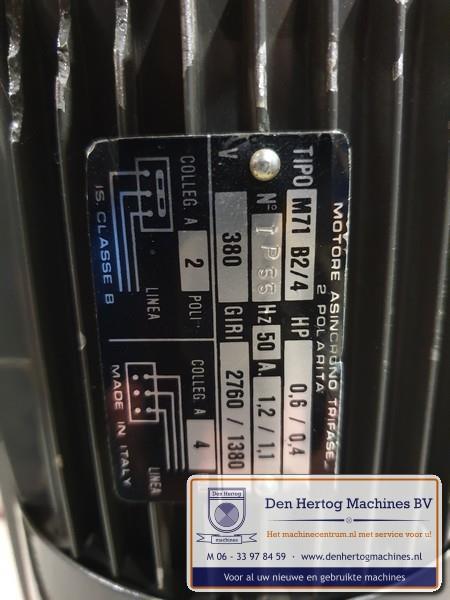 MOTORE ASINCRONO TRIFASE
2 POLARITA
TIPO M71 B2/4 HP 0,6 / 0,4
Nº IP55 Hz 50 A. 1,2 / 1,1
V 380 GIRI 2760 / 1380
COLLEG. A 2 POLI
LINEA
IS. CLASSE B
COLLEG. A 4
LINEA
MADE IN ITALY
Den Hertog
machines
Den Hertog Machines BV
Het machinecentrum.nl met service voor u!
M 06 - 33 97 84 59 · www.denhertogmachines.nl
Voor al uw nieuwe en gebruikte machines